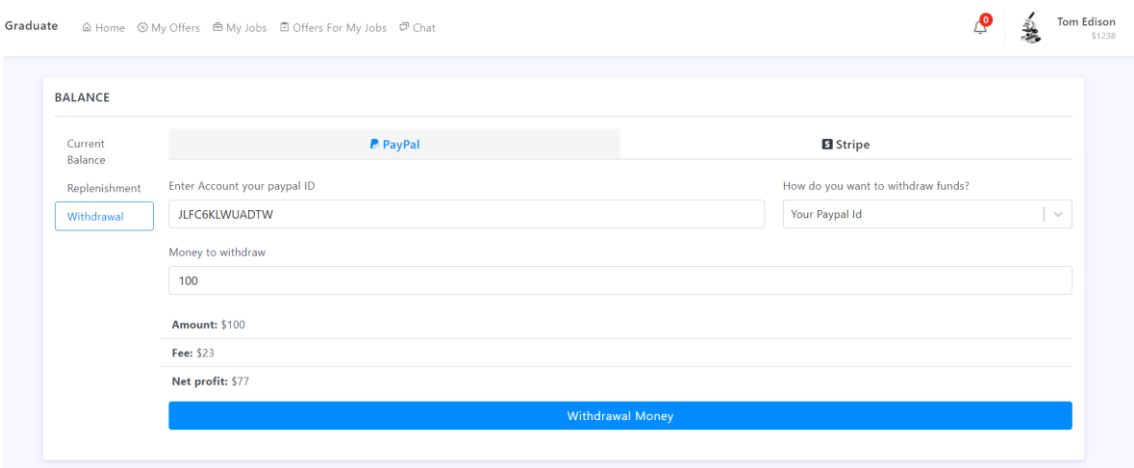 Graduate Home My Offers My Jobs Offers For My Jobs Chat 0 Tom Edison
$1238
BALANCE
Current
Balance
Replenishment
Withdrawal
PayPal Stripe
Enter Account your paypal ID How do you want to withdraw funds?
JLFC6KLWUADTW Your Paypal Id
Money to withdraw
100
Amount: $100
Fee: $23
Net profit: $77
Withdrawal Money